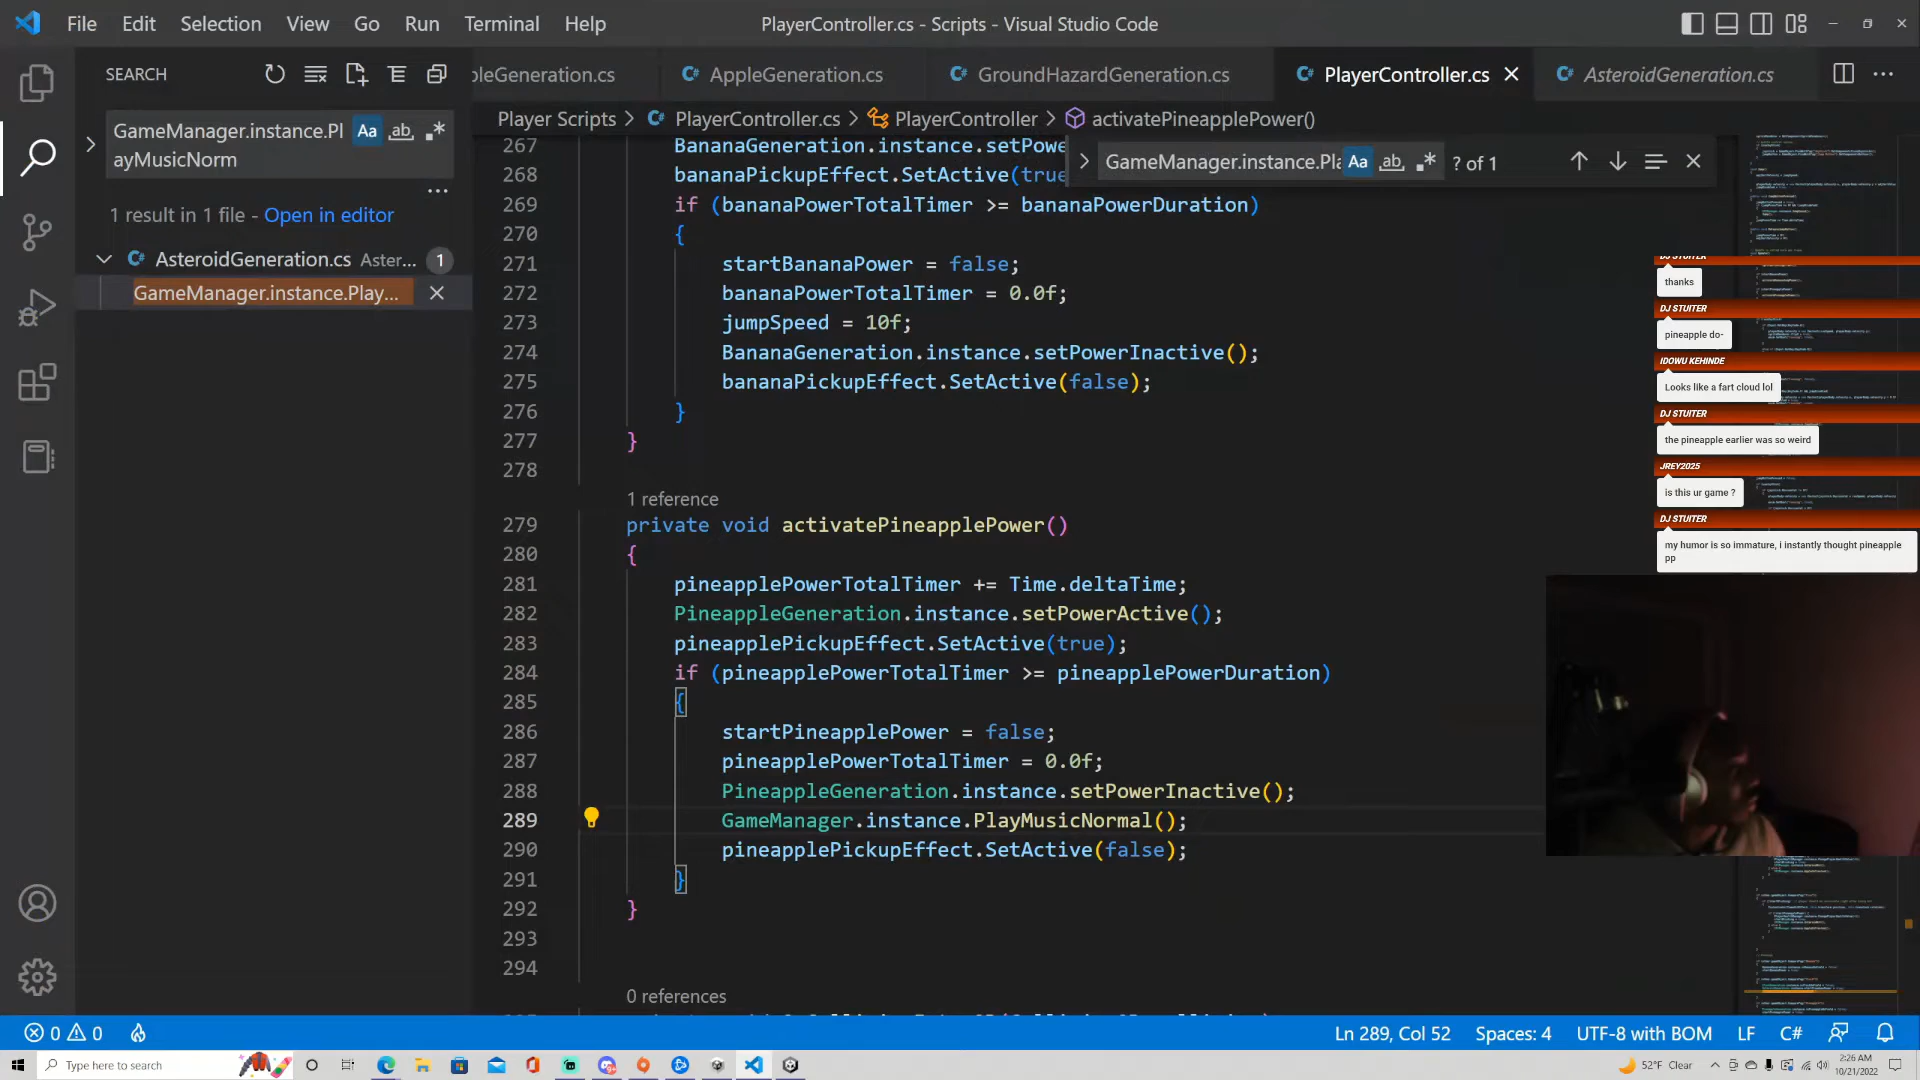 File Edit Selection View Go Run Terminal Help
PlayerController.cs - Scripts - Visual Studio Code
SEARCH
GameManager.instance.Pl
ayMusicNorm
Aa ab
1 result in 1 file - Open in editor
AsteroidGeneration.cs Aster... 1
GameManager.instance.Play...
pleGeneration.cs
AppleGeneration.cs
GroundHazardGeneration.cs
PlayerController.cs
AsteroidGeneration.cs
Player Scripts > PlayerController.cs > PlayerController > activatePineapplePower()
GameManager.instance.Pla Aa ab ? of 1
267 BananaGeneration.instance.setPowe
268 bananaPickupEffect.SetActive(true
269 if (bananaPowerTotalTimer >= bananaPowerDuration)
270 {
271 startBananaPower = false;
272 bananaPowerTotalTimer = 0.0f;
273 jumpSpeed = 10f;
274 BananaGeneration.instance.setPowerInactive();
275 bananaPickupEffect.SetActive(false);
276 }
277 }
278
1 reference
279 private void activatePineapplePower()
280 {
281 pineapplePowerTotalTimer += Time.deltaTime;
282 PineappleGeneration.instance.setPowerActive();
283 pineapplePickupEffect.SetActive(true);
284 if (pineapplePowerTotalTimer >= pineapplePowerDuration)
285 {
286 startPineapplePower = false;
287 pineapplePowerTotalTimer = 0.0f;
288 PineappleGeneration.instance.setPowerInactive();
289 GameManager.instance.PlayMusicNormal();
290 pineapplePickupEffect.SetActive(false);
291 }
292 }
293
294
0 references
DJ STUITER
thanks
DJ STUITER
pineapple do-
IDOWU KEHINDE
Looks like a fart cloud lol
DJ STUITER
the pineapple earlier was so weird
JREY2025
is this ur game ?
DJ STUITER
my humor is so immature, i instantly thought pineapple
pp
0 0
Ln 289, Col 52 Spaces: 4 UTF-8 with BOM LF C#
Type here to search
52°F Clear
2:26 AM
10/21/2022